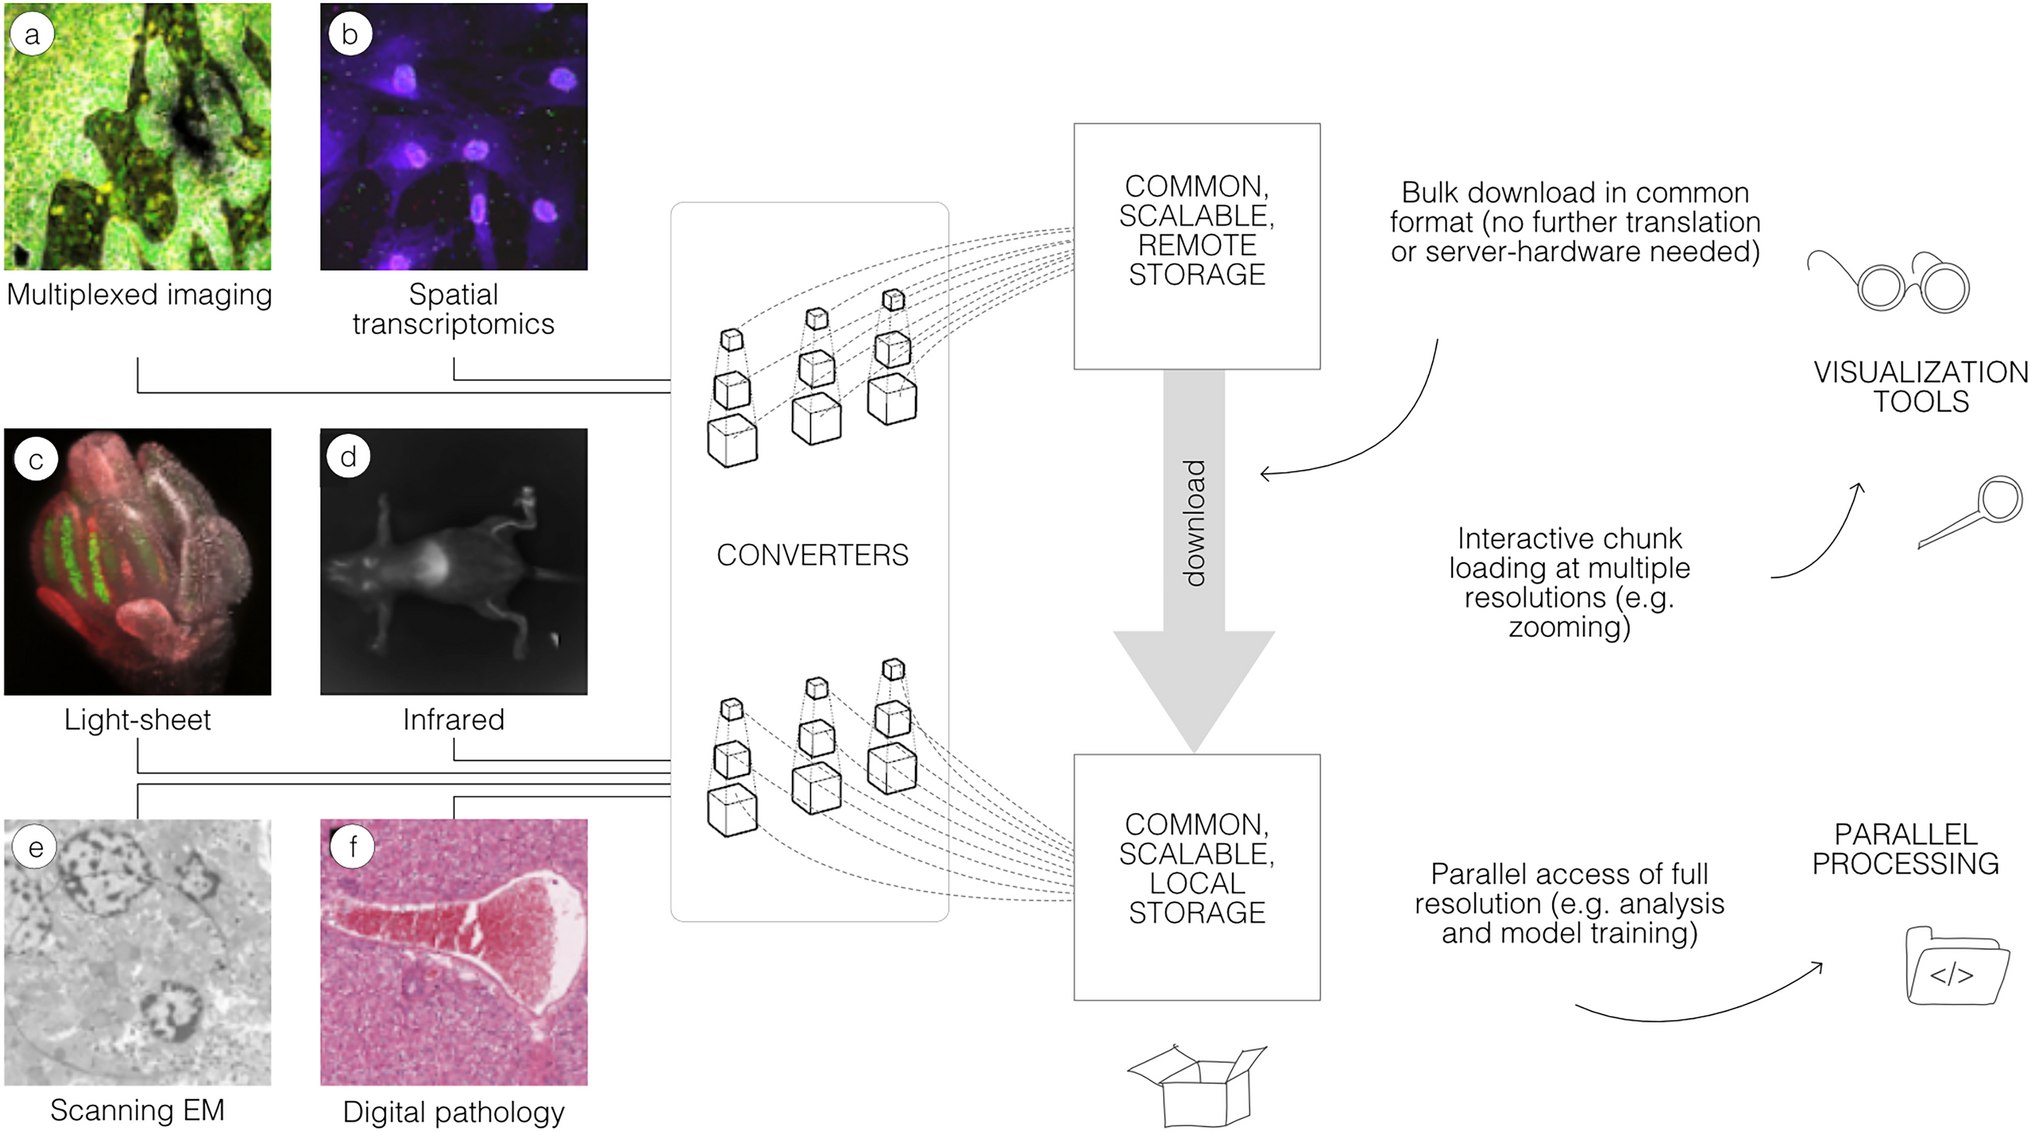 a
b
Multiplexed imaging
Spatial
transcriptomics
c
d
Light-sheet
Infrared
e
f
Scanning EM
Digital pathology
CONVERTERS
COMMON,
SCALABLE,
REMOTE
STORAGE
download
COMMON,
SCALABLE,
LOCAL
STORAGE
Bulk download in common
format (no further translation
or server-hardware needed)
VISUALIZATION
TOOLS
Interactive chunk
loading at multiple
resolutions (e.g.
zooming)
PARALLEL
PROCESSING
Parallel access of full
resolution (e.g. analysis
and model training)
</>